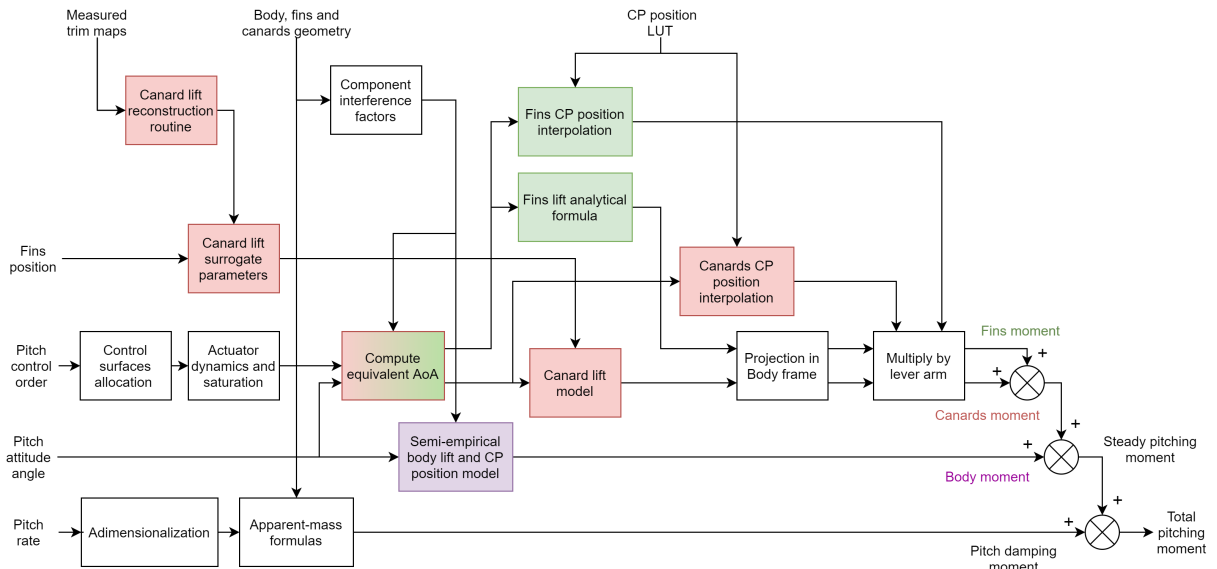 Measured
trim maps
Body, fins and
canards geometry
CP position
LUT
Canard lift
reconstruction
routine
Component
interference
factors
Fins CP position
interpolation
Fins lift analytical
formula
Fins
position
Canard lift
surrogate
parameters
Canards CP
position
interpolation
Pitch
control
order
Control
surfaces
allocation
Actuator
dynamics and
saturation
Compute
equivalent AoA
Canard lift
model
Projection in
Body frame
Multiply by
lever arm
Fins moment
+
+
Canards moment
Pitch
attitude
angle
Semi-empirical
body lift and CP
position model
+
+
Body moment
Steady pitching
moment
Pitch
rate
Adimensionalization
Apparent-mass
formulas
+
+
Pitch damping
moment
Total
pitching
moment